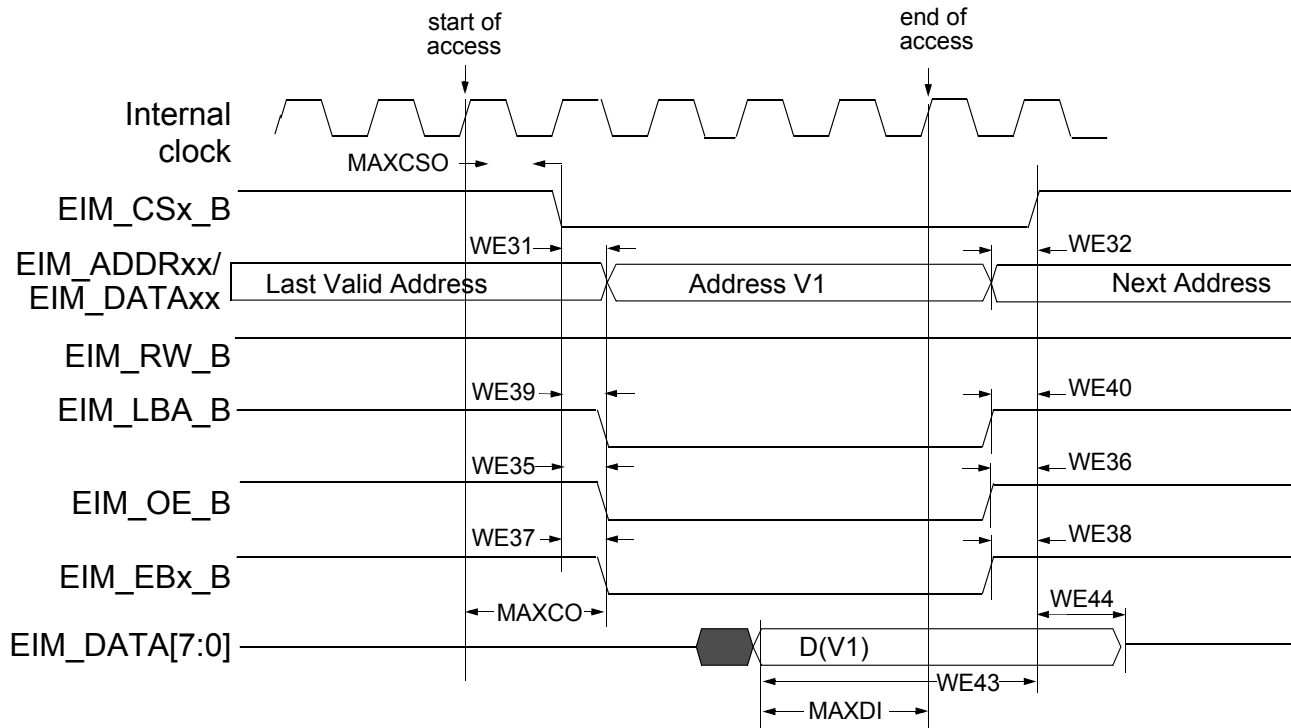 start of
access
end of
access
Internal
clock
MAXCSO
EIM_CSx_B
WE31
WE32
EIM_ADDRxx/
EIM_DATAxx
Last Valid Address
Address V1
Next Address
EIM_RW_B
WE39
WE40
EIM_LBA_B
WE35
WE36
EIM_OE_B
WE37
WE38
EIM_EBx_B
WE44
MAXCO
EIM_DATA[7:0]
D(V1)
WE43
MAXDI